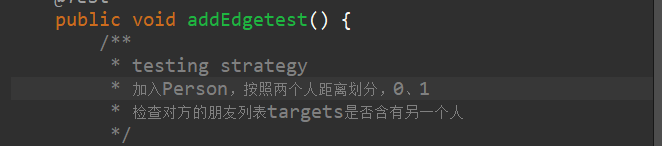 @Test
public void addEdgetest() {
/**
* testing strategy
* 加入Person，按照两个人距离划分，0、1
* 检查对方的朋友列表targets是否含有另一个人
*/